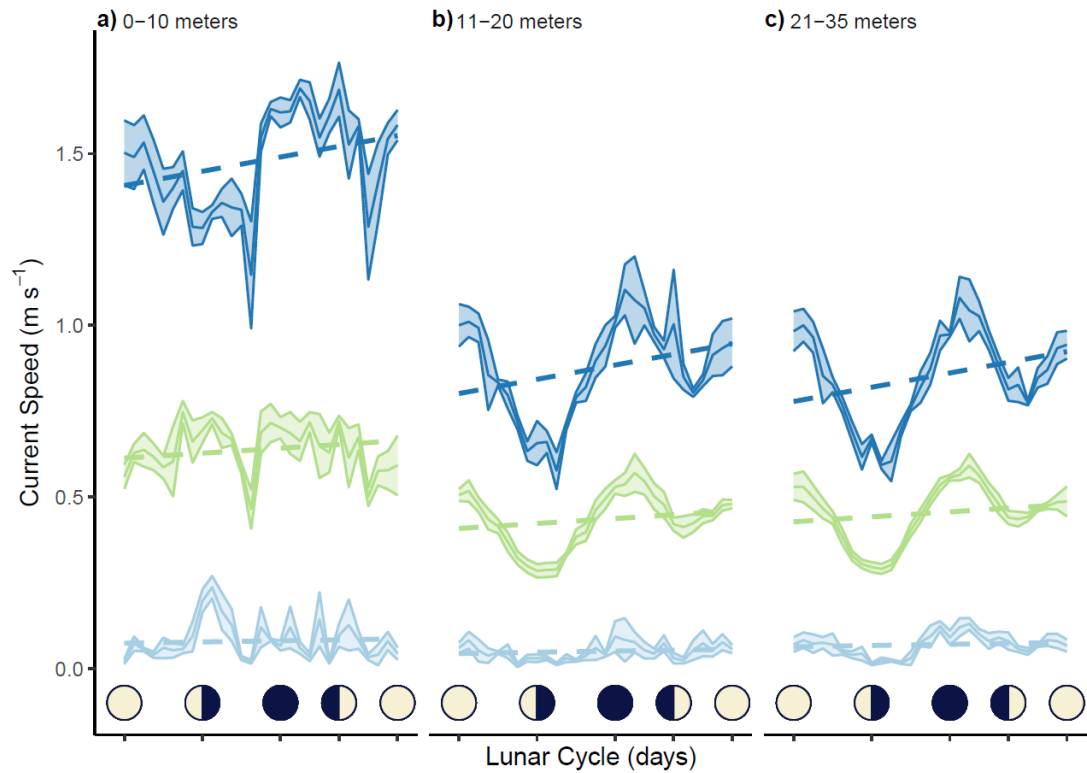 a) 0−10 meters
b) 11−20 meters
c) 21−35 meters
Current Speed (m s⁻¹)
1.5
1.0
0.5
0.0
Lunar Cycle (days)